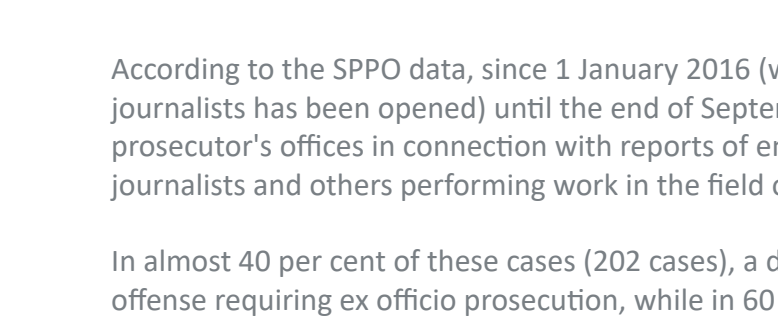 According to the SPPO data, since 1 January 2016 (
journalists has been opened) until the end of
prosecutor's offices in connection with reports of
journalists and others performing work in the field
In almost 40 per cent of these cases (202 cases), a
offense requiring ex officio prosecution, while in 60